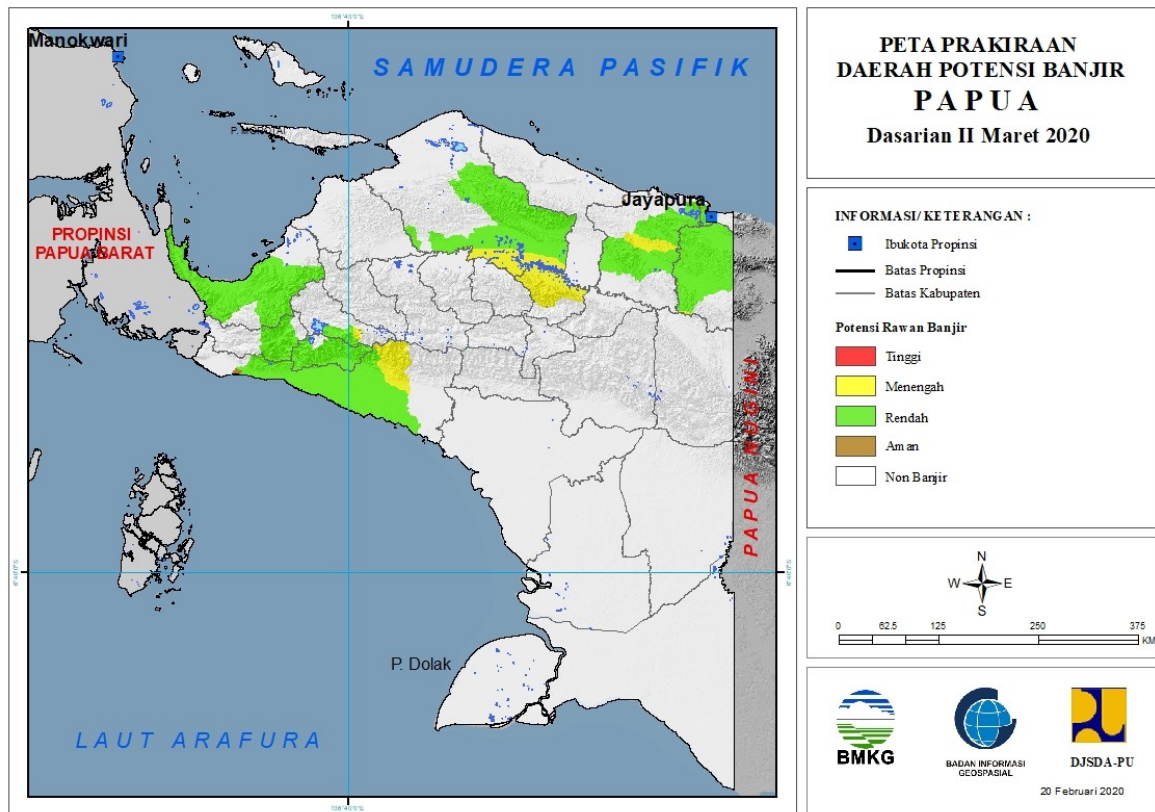 Manokwari
SAMUDERA PASIFIK
Jayapura
PROPINSI
PAPUA BARAT
PAPUA NUGINI
P. Dolak
LAUT ARAFURA
PETA PRAKIRAAN
DAERAH POTENSI BANJIR
PAPUA
Dasarian II Maret 2020
INFORMASI/KETERANGAN :
Ibukota Propinsi
Batas Propinsi
Batas Kabupaten
Potensi Rawan Banjir
Tinggi
Menengah
Rendah
Aman
Non Banjir
N
W E
S
0 62.5 125 250 375
KM
BMKG
BADAN INFORMASI
GEOSPASIAL
DJSDA-PU
20 Februari 2020